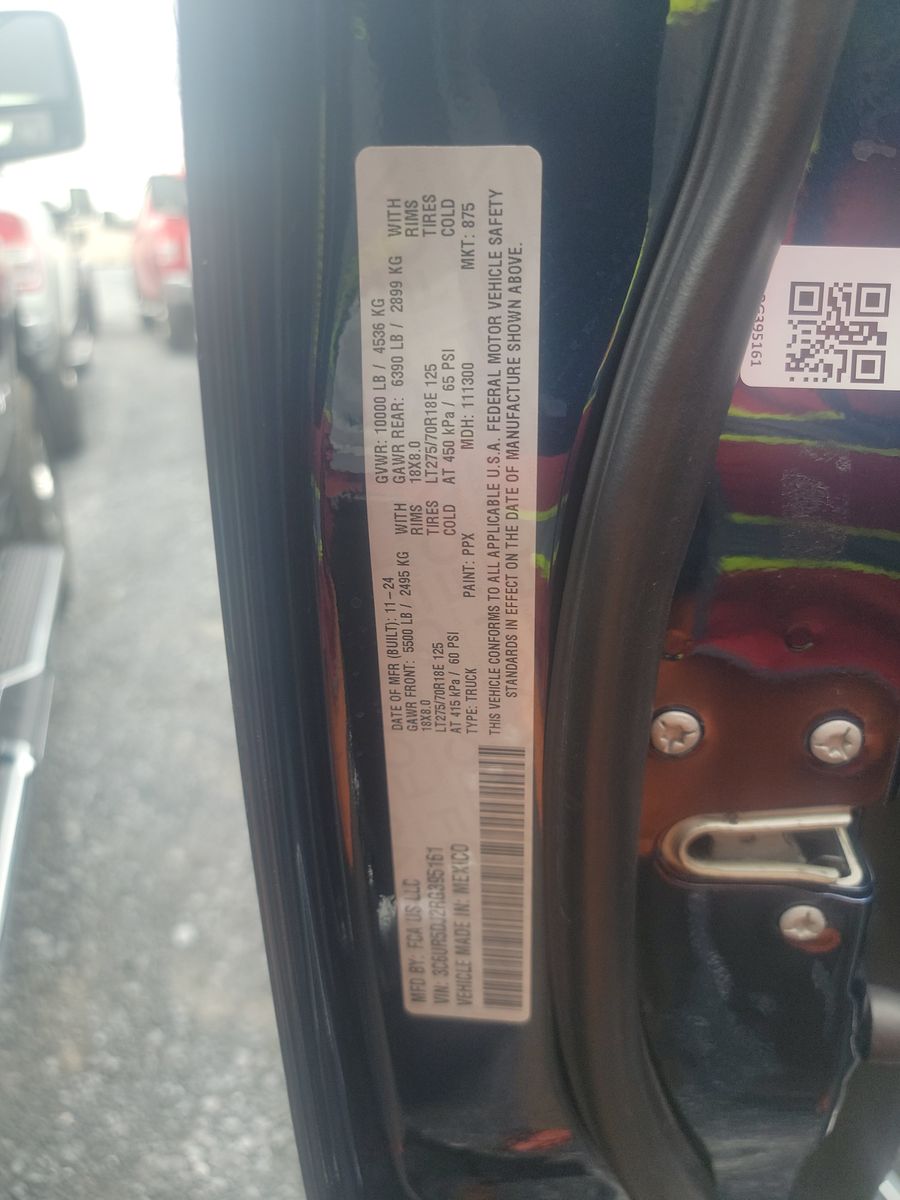 MFD BY: FCA US LLC
VIN: 3C6UR5DJ2RG395161
VEHICLE MADE IN: MEXICO
DATE OF MFR (BUILT): 11-24 GVWR: 10000 LB / 4536 KG
GAWR FRONT: 5500 LB / 2495 KG WITH GAWR REAR: 6390 LB / 2899 KG WITH
18X8.0 RIMS 18X8.0 RIMS
LT275/70R18E 125 TIRES LT275/70R18E 125 TIRES
AT 415 kPa / 60 PSI COLD AT 450 kPa / 65 PSI COLD
TYPE: TRUCK PAINT: PPX MDH: 111300 MKT: 875
THIS VEHICLE CONFORMS TO ALL APPLICABLE U.S.A. FEDERAL MOTOR VEHICLE SAFETY
STANDARDS IN EFFECT ON THE DATE OF MANUFACTURE SHOWN ABOVE.
RG395161